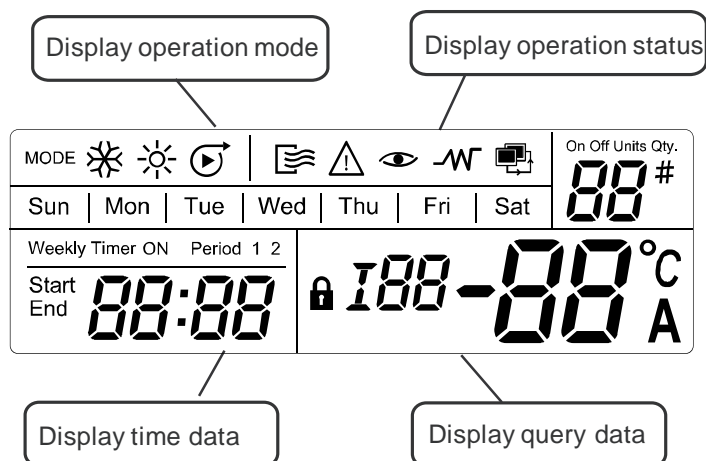 Display operation mode
Display operation status
MODE
On Off Units Qty.
88 #
Sun Mon Tue Wed Thu Fri Sat
Weekly Timer ON Period 1 2
Start
End
88:88
I88 -88 °C
A
Display time data
Display query data